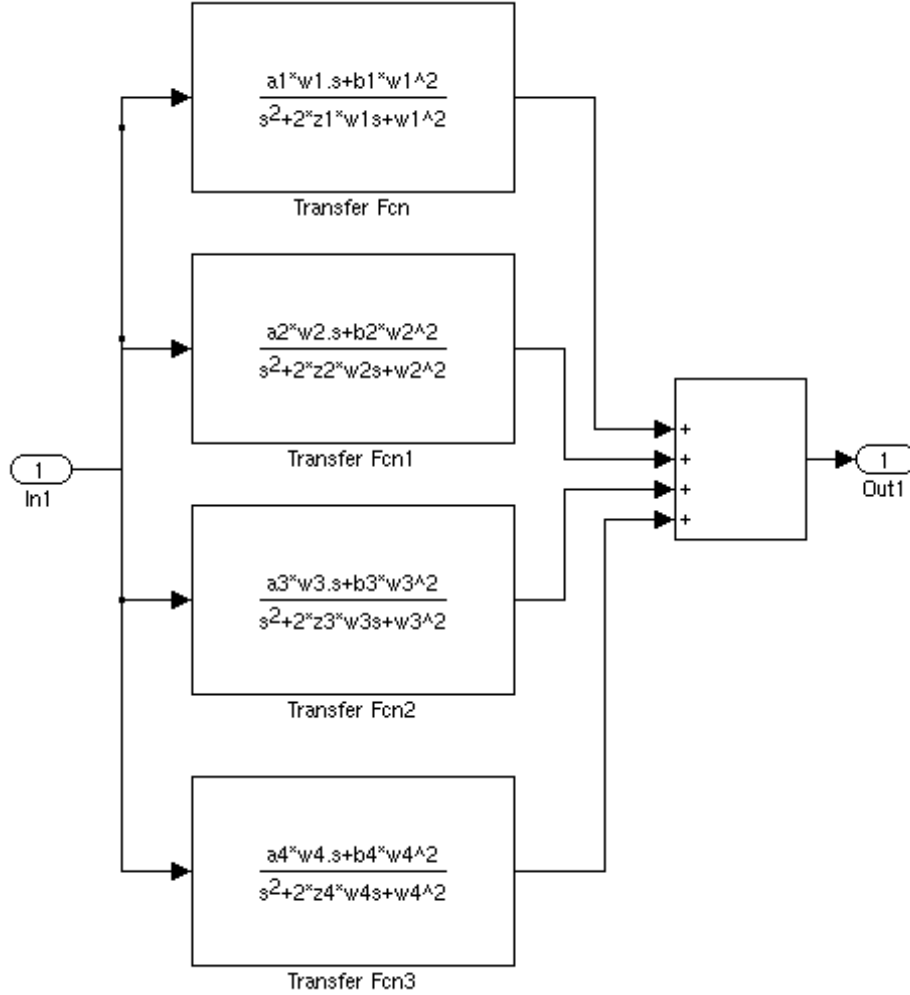 a1*w1.s+b1*w1^2
s2+2*z1*w1s+w1^2
Transfer Fcn
a2*w2.s+b2*w2^2
s2+2*z2*w2s+w2^2
Transfer Fcn1
1
In1
+
+
+
+
1
Out1
a3*w3.s+b3*w3^2
s2+2*z3*w3s+w3^2
Transfer Fcn2
a4*w4.s+b4*w4^2
s2+2*z4*w4s+w4^2
Transfer Fcn3